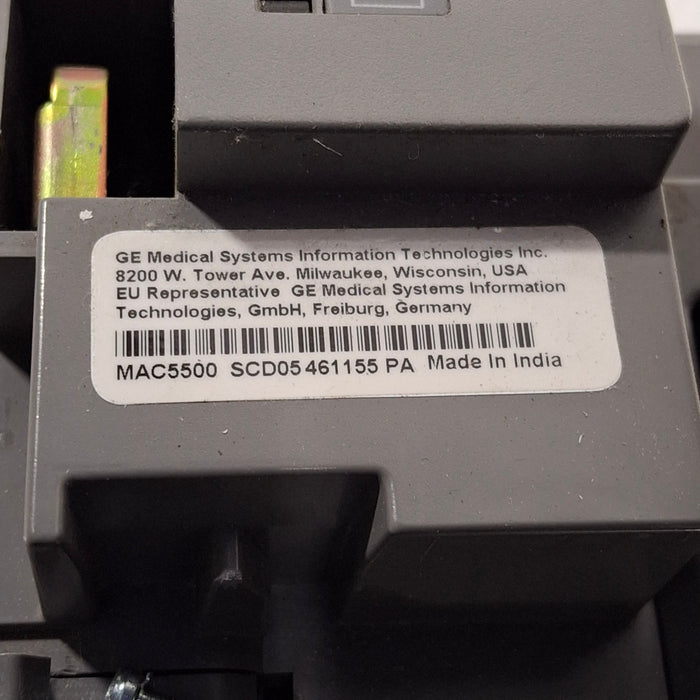 GE Medical Systems Information Technologies Inc.
8200 W. Tower Ave. Milwaukee, Wisconsin, USA
EU Representative GE Medical Systems Information
Technologies, GmbH, Freiburg, Germany
MAC5500 SCD05461155 PA Made In India